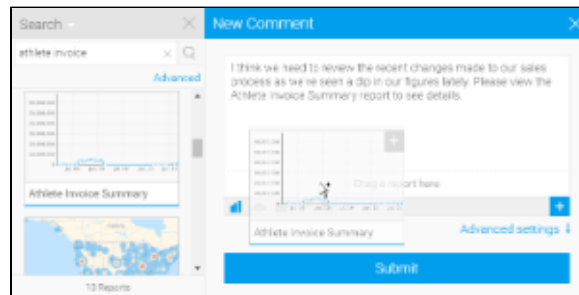 Search
New Comment
athlete invoice
Advanced
I think we need to review the recent changes made to our sales
process as we're seen a dip in our figures lately. Please view the
Athlete Invoice Summary report to see details.
Athlete Invoice Summary
Drag a report here
Athlete Invoice Summary
Advanced settings
Submit
13 Reports